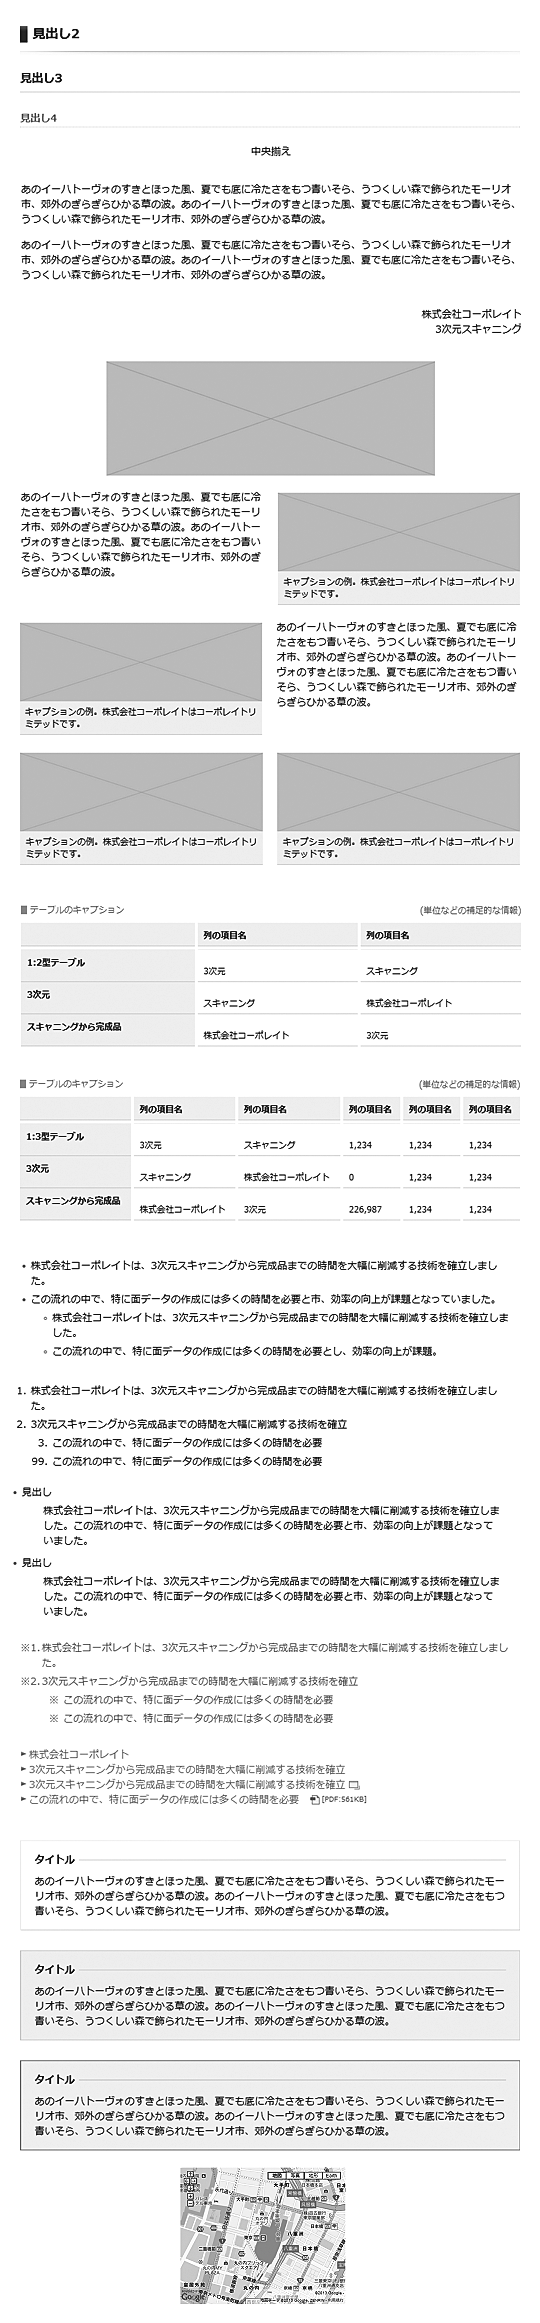 見出し2
見出し3
見出し4
中央揃え
あのイーハトーヴォのすきとほった風、夏でも底に冷たさをもつ青いそら、うつくしい森で飾られたモーリオ
市、郊外のぎらぎらひかる草の波。あのイーハトーヴォのすきとほった風、夏でも底に冷たさをもつ青いそら、
うつくしい森で飾られたモーリオ市、郊外のぎらぎらひかる草の波。
あのイーハトーヴォのすきとほった風、夏でも底に冷たさをもつ青いそら、うつくしい森で飾られたモーリオ
市、郊外のぎらぎらひかる草の波。あのイーハトーヴォのすきとほった風、夏でも底に冷たさをもつ青いそら、
うつくしい森で飾られたモーリオ市、郊外のぎらぎらひかる草の波。
株式会社コーポレイト
3次元スキャニング
あのイーハトーヴォのすきとほった風、夏でも底に冷
たさをもつ青いそら、うつくしい森で飾られたモーリ
オ市、郊外のぎらぎらひかる草の波。あのイーハトー
ヴォのすきとほった風、夏でも底に冷たさをもつ青い
そら、うつくしい森で飾られたモーリオ市、郊外のぎ
らぎらひかる草の波。
キャプションの例。株式会社コーポレイトはコーポレイトリ
ミテッドです。
キャプションの例。株式会社コーポレイトはコーポレイトリ
ミテッドです。
あのイーハトーヴォのすきとほった風、夏でも底に冷
たさをもつ青いそら、うつくしい森で飾られたモーリ
オ市、郊外のぎらぎらひかる草の波。あのイーハトー
ヴォのすきとほった風、夏でも底に冷たさをもつ青い
そら、うつくしい森で飾られたモーリオ市、郊外のぎ
らぎらひかる草の波。
キャプションの例。株式会社コーポレイトはコーポレイトリ
ミテッドです。
キャプションの例。株式会社コーポレイトはコーポレイトリ
ミテッドです。
テーブルのキャプション (単位などの補足的な情報)
列の項目名 列の項目名
1:2型テーブル 3次元 スキャニング
3次元 スキャニング 株式会社コーポレイト
スキャニングから完成品 株式会社コーポレイト 3次元
テーブルのキャプション (単位などの補足的な情報)
列の項目名 列の項目名 列の項目名 列の項目名 列の項目名
1:3型テーブル 3次元 スキャニング 1,234 1,234 1,234
3次元 スキャニング 株式会社コーポレイト 0 1,234 1,234
スキャニングから完成品 株式会社コーポレイト 3次元 226,987 1,234 1,234
• 株式会社コーポレイトは、3次元スキャニングから完成品までの時間を大幅に削減する技術を確立しまし
た。
• この流れの中で、特に面データの作成には多くの時間を必要と市、効率の向上が課題となっていました。
◦ 株式会社コーポレイトは、3次元スキャニングから完成品までの時間を大幅に削減する技術を確立しま
した。
◦ この流れの中で、特に面データの作成には多くの時間を必要とし、効率の向上が課題。
1. 株式会社コーポレイトは、3次元スキャニングから完成品までの時間を大幅に削減する技術を確立しまし
た。
2. 3次元スキャニングから完成品までの時間を大幅に削減する技術を確立
3. この流れの中で、特に面データの作成には多くの時間を必要
99. この流れの中で、特に面データの作成には多くの時間を必要
• 見出し
株式会社コーポレイトは、3次元スキャニングから完成品までの時間を大幅に削減する技術を確立しま
した。この流れの中で、特に面データの作成には多くの時間を必要と市、効率の向上が課題となって
いました。
• 見出し
株式会社コーポレイトは、3次元スキャニングから完成品までの時間を大幅に削減する技術を確立しま
した。この流れの中で、特に面データの作成には多くの時間を必要と市、効率の向上が課題となって
いました。
※1.株式会社コーポレイトは、3次元スキャニングから完成品までの時間を大幅に削減する技術を確立しまし
た。
※2.3次元スキャニングから完成品までの時間を大幅に削減する技術を確立
※ この流れの中で、特に面データの作成には多くの時間を必要
※ この流れの中で、特に面データの作成には多くの時間を必要
株式会社コーポレイト
3次元スキャニングから完成品までの時間を大幅に削減する技術を確立
3次元スキャニングから完成品までの時間を大幅に削減する技術を確立
この流れの中で、特に面データの作成には多くの時間を必要 [PDF:561KB]
タイトル
あのイーハトーヴォのすきとほった風、夏でも底に冷たさをもつ青いそら、うつくしい森で飾られたモー
リオ市、郊外のぎらぎらひかる草の波。あのイーハトーヴォのすきとほった風、夏でも底に冷たさをもつ
青いそら、うつくしい森で飾られたモーリオ市、郊外のぎらぎらひかる草の波。
タイトル
あのイーハトーヴォのすきとほった風、夏でも底に冷たさをもつ青いそら、うつくしい森で飾られたモー
リオ市、郊外のぎらぎらひかる草の波。あのイーハトーヴォのすきとほった風、夏でも底に冷たさをもつ
青いそら、うつくしい森で飾られたモーリオ市、郊外のぎらぎらひかる草の波。
タイトル
あのイーハトーヴォのすきとほった風、夏でも底に冷たさをもつ青いそら、うつくしい森で飾られたモー
リオ市、郊外のぎらぎらひかる草の波。あのイーハトーヴォのすきとほった風、夏でも底に冷たさをもつ
青いそら、うつくしい森で飾られたモーリオ市、郊外のぎらぎらひかる草の波。
地図 写真 地形 Earth
大手町
八重洲
日本橋
丸の内
京橋
Google